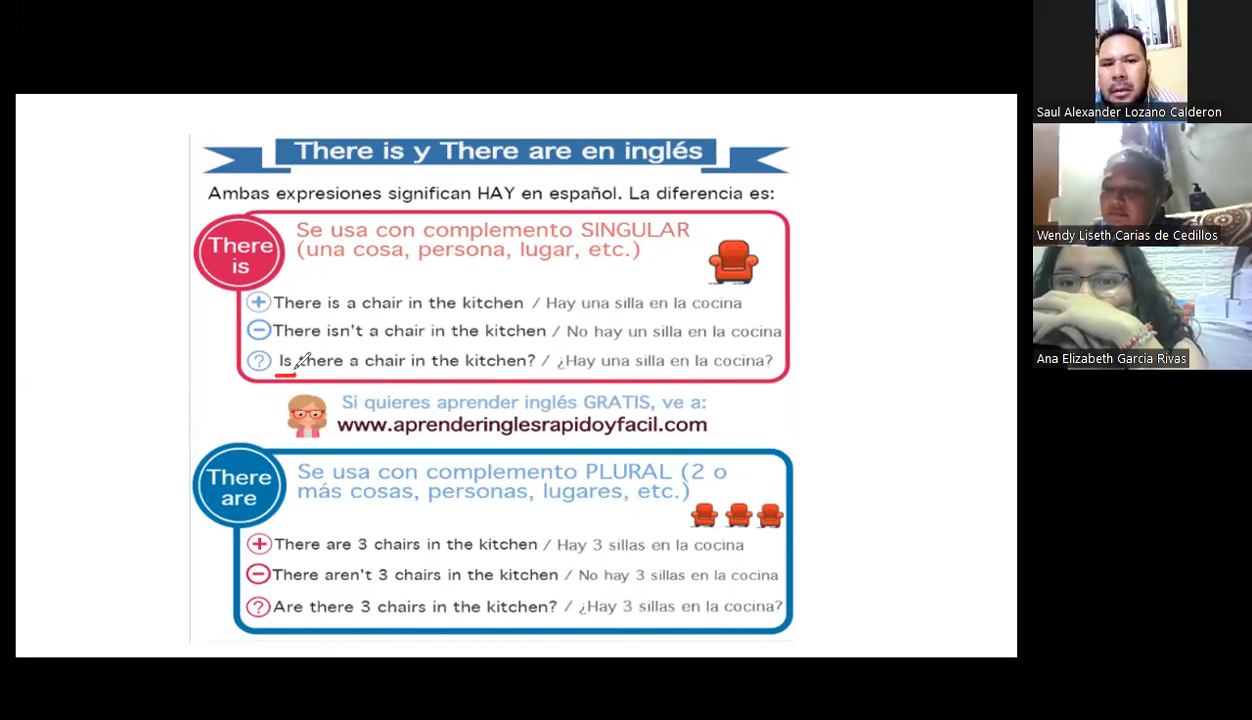 There is y There are en inglés
Ambas expresiones significan HAY en español. La diferencia es:
There
is
Se usa con complemento SINGULAR
(una cosa, persona, lugar, etc.)
+ There is a chair in the kitchen / Hay una silla en la cocina
− There isn't a chair in the kitchen / No hay un silla en la cocina
? Is there a chair in the kitchen? / ¿Hay una silla en la cocina?
Si quieres aprender inglés GRATIS, ve a:
www.aprenderinglesrapidoyfacil.com
There
are
Se usa con complemento PLURAL (2 o
más cosas, personas, lugares, etc.)
+ There are 3 chairs in the kitchen / Hay 3 sillas en la cocina
− There aren't 3 chairs in the kitchen / No hay 3 sillas en la cocina
? Are there 3 chairs in the kitchen? / ¿Hay 3 sillas en la cocina?
Saul Alexander Lozano Calderon
Wendy Liseth Carias de Cedillos
Ana Elizabeth Garcia Rivas